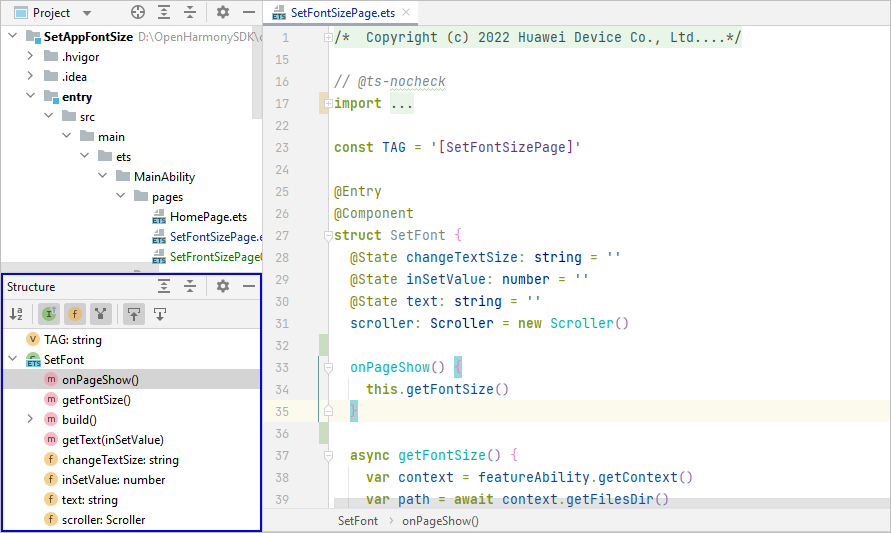 Project
SetAppFontSize D:\OpenHarmonySDK\
.hvigor
.idea
entry
src
main
ets
MainAbility
pages
HomePage.ets
SetFontSizePage.e
SetFrontSizePage
Structure
TAG: string
SetFont
onPageShow()
getFontSize()
build()
getText(inSetValue)
changeTextSize: string
inSetValue: number
text: string
scroller: Scroller
SetFontSizePage.ets
1 /* Copyright (c) 2022 Huawei Device Co., Ltd....*/
15
16 // @ts-nocheck
17 import ...
22
23 const TAG = '[SetFontSizePage]'
24
25 @Entry
26 @Component
27 struct SetFont {
28 @State changeTextSize: string = ''
29 @State inSetValue: number = ''
30 @State text: string = ''
31 scroller: Scroller = new Scroller()
32
33 onPageShow() {
34 this.getFontSize()
35 }
36
37 async getFontSize() {
38 var context = featureAbility.getContext()
39 var path = await context.getFilesDir()
SetFont > onPageShow()